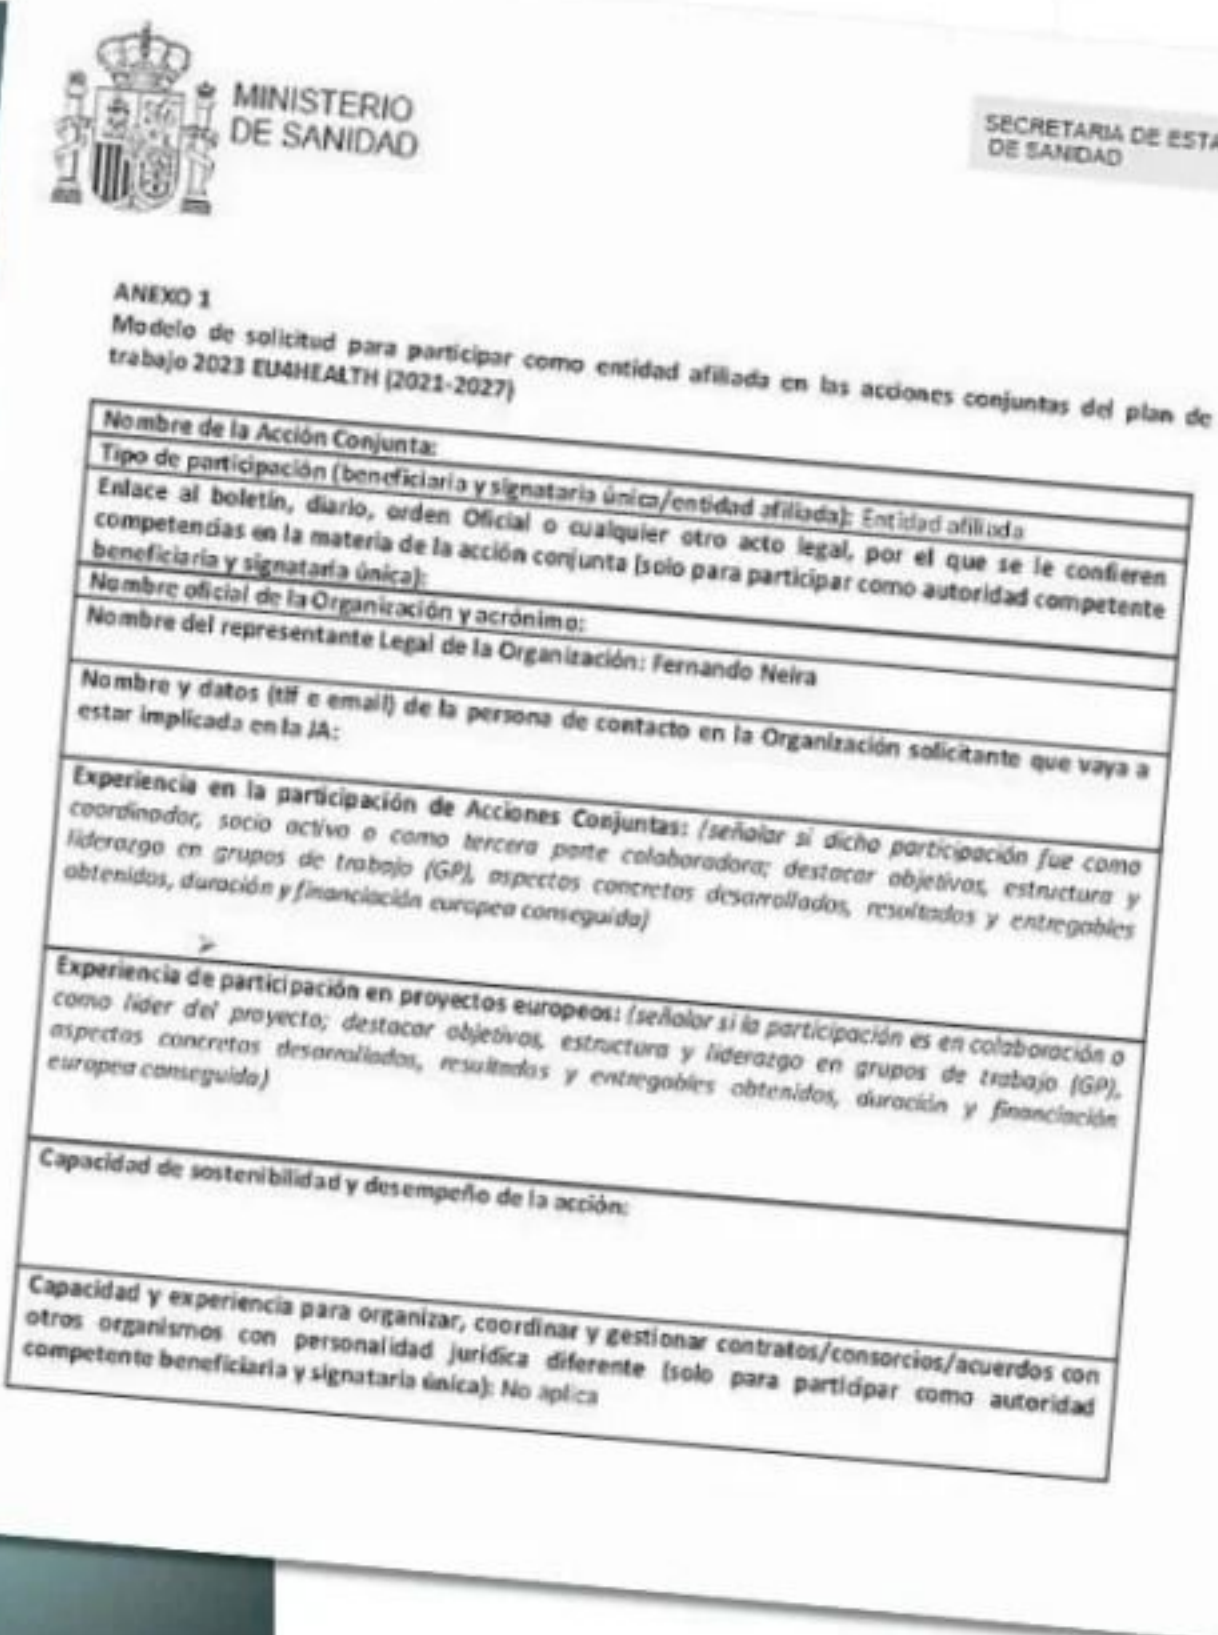 MINISTERIO
DE SANIDAD
SECRETARIA DE ESTA
DE SANIDAD
ANEXO 1
Modelo de solicitud para participar como entidad afiliada en las acciones conjuntas del plan de
trabajo 2023 EU4HEALTH (2021-2027)
Nombre de la Acción Conjunta:
Tipo de participación (beneficiaria y signataria única/entidad afiliada): Entidad afiliada
Enlace al boletín, diario, orden Oficial o cualquier otro acto legal, por el que se le confieren
competencias en la materia de la acción conjunta (solo para participar como autoridad competente
beneficiaria y signataria única):
Nombre oficial de la Organización y acrónimo:
Nombre del representante Legal de la Organización: Fernando Neira
Nombre y datos (tlf e email) de la persona de contacto en la Organización solicitante que vaya a
estar implicada en la JA:
Experiencia en la participación de Acciones Conjuntas: (señalar si dicha participación fue como
coordinador, socio activo o como tercera parte colaboradora; destacar objetivos, estructura y
liderazgo en grupos de trabajo (GP), aspectos concretos desarrollados, resultados y entregables
obtenidos, duración y financiación europea conseguida)
➢
Experiencia de participación en proyectos europeos: (señalar si la participación es en colaboración o
como líder del proyecto; destacar objetivos, estructura y liderazgo en grupos de trabajo (GP),
aspectos concretos desarrollados, resultados y entregables obtenidos, duración y financiación
europea conseguida)
Capacidad de sostenibilidad y desempeño de la acción:
Capacidad y experiencia para organizar, coordinar y gestionar contratos/consorcios/acuerdos con
otros organismos con personalidad jurídica diferente (solo para participar como autoridad
competente beneficiaria y signataria única): No aplica